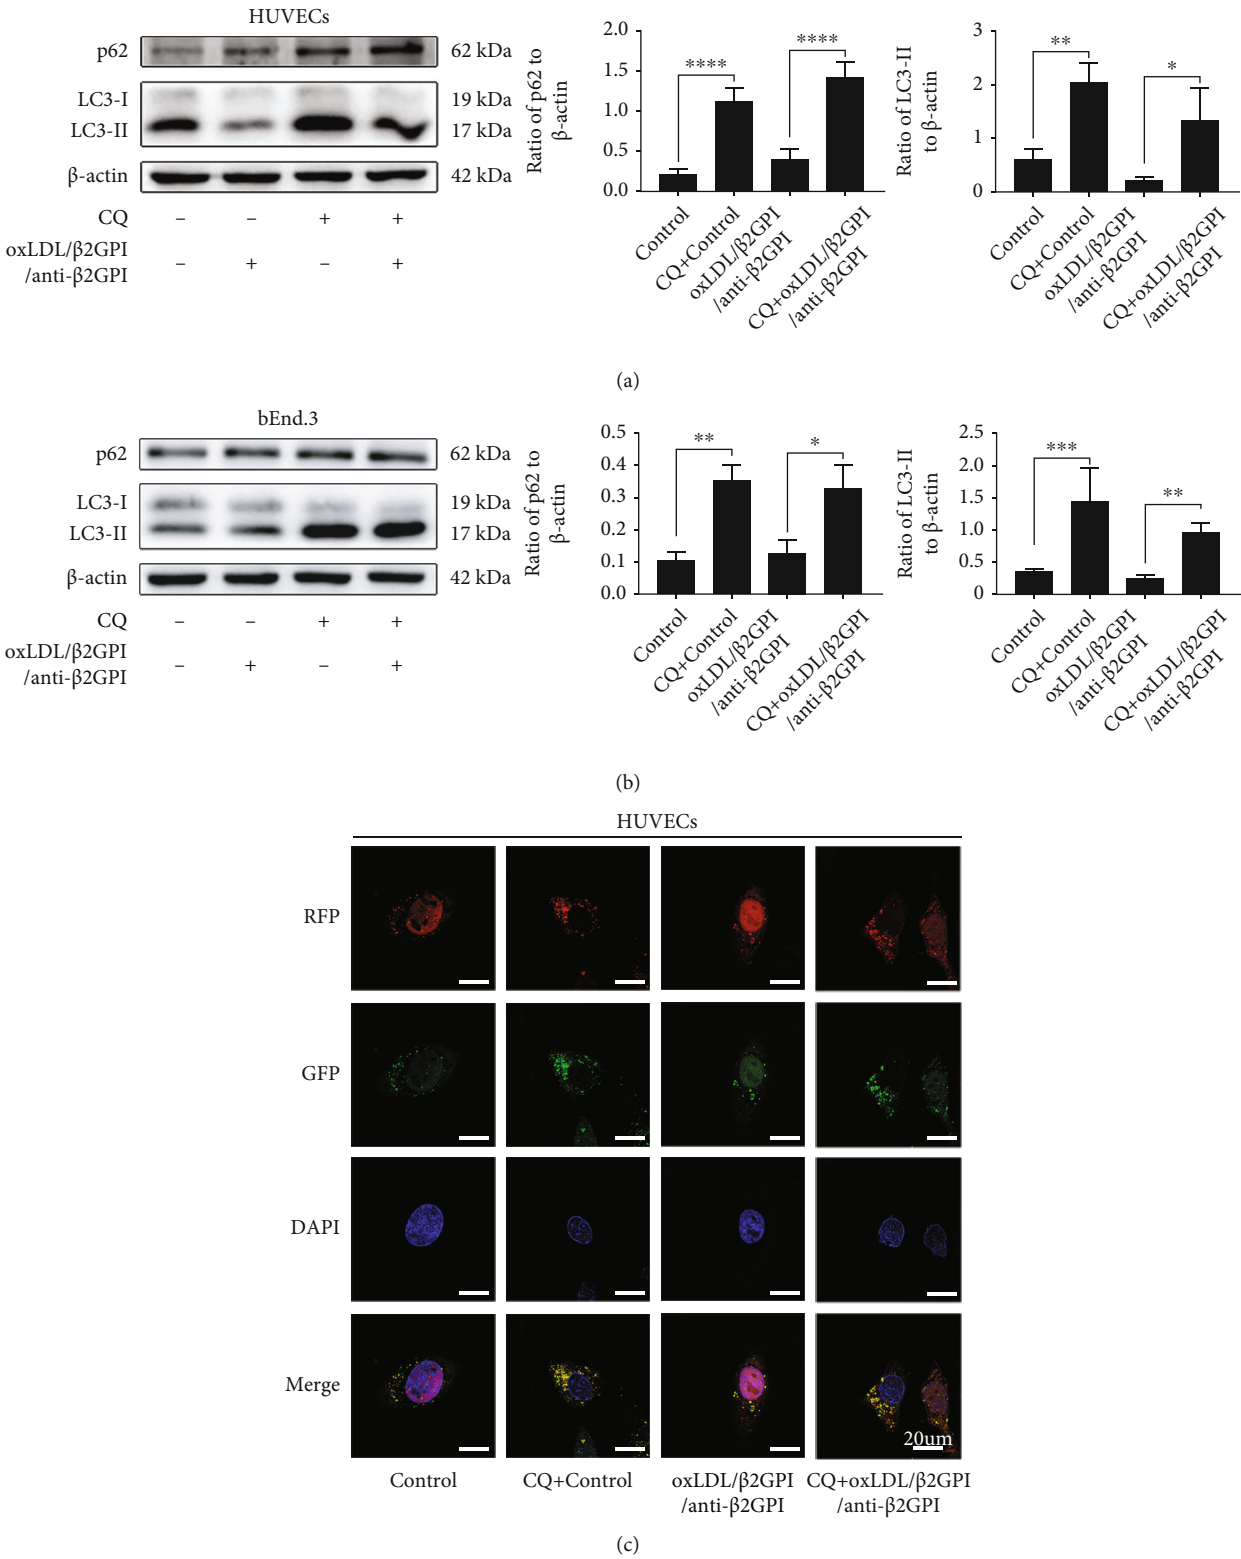 HUVECs
p62
62 kDa
LC3-I
19 kDa
LC3-II
17 kDa
β-actin
42 kDa
CQ – – + +
oxLDL/β2GPI
/anti-β2GPI
– + – +
Ratio of p62 to
β-actin
2.0
1.5
1.0
0.5
0.0
****
****
Control
CQ+Control
oxLDL/β2GPI
/anti-β2GPI
CQ+oxLDL/β2GPI
/anti-β2GPI
Ratio of LC3-II
to β-actin
3
2
1
0
**
*
Control
CQ+Control
oxLDL/β2GPI
/anti-β2GPI
CQ+oxLDL/β2GPI
/anti-β2GPI
(a)
bEnd.3
p62
62 kDa
LC3-I
19 kDa
LC3-II
17 kDa
β-actin
42 kDa
CQ – – + +
oxLDL/β2GPI
/anti-β2GPI
– + – +
Ratio of p62 to
β-actin
0.5
0.4
0.3
0.2
0.1
0.0
**
*
Control
CQ+Control
oxLDL/β2GPI
/anti-β2GPI
CQ+oxLDL/β2GPI
/anti-β2GPI
Ratio of LC3-II
to β-actin
2.5
2.0
1.5
1.0
0.5
0
***
**
Control
CQ+Control
oxLDL/β2GPI
/anti-β2GPI
CQ+oxLDL/β2GPI
/anti-β2GPI
(b)
HUVECs
RFP
GFP
DAPI
Merge
20um
Control
CQ+Control
oxLDL/β2GPI
/anti-β2GPI
CQ+oxLDL/β2GPI
/anti-β2GPI
(c)